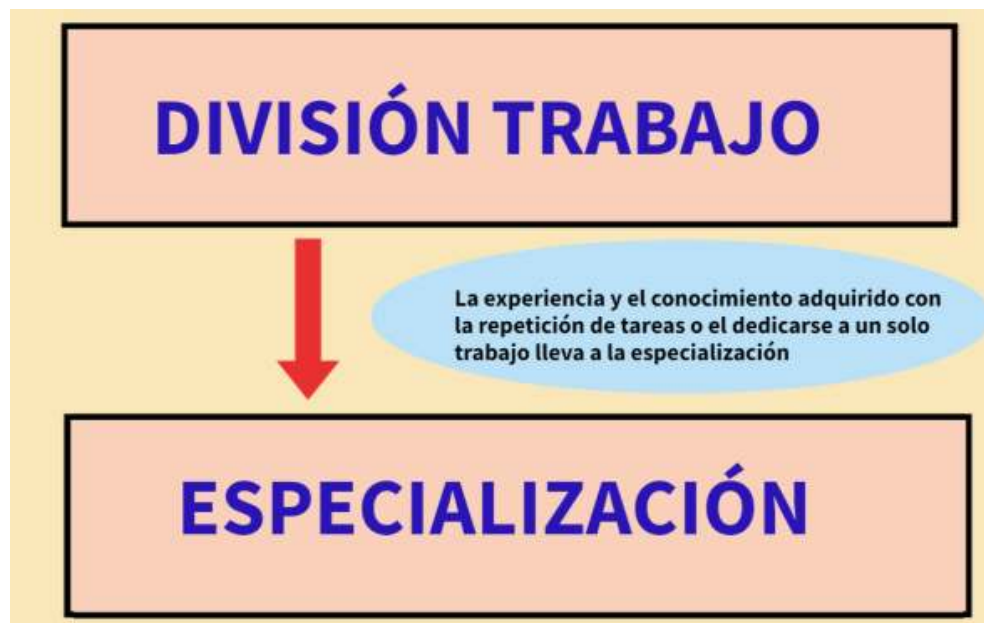 DIVISIÓN TRABAJO
La experiencia y el conocimiento adquirido con
la repetición de tareas o el dedicarse a un solo
trabajo lleva a la especialización
ESPECIALIZACIÓN